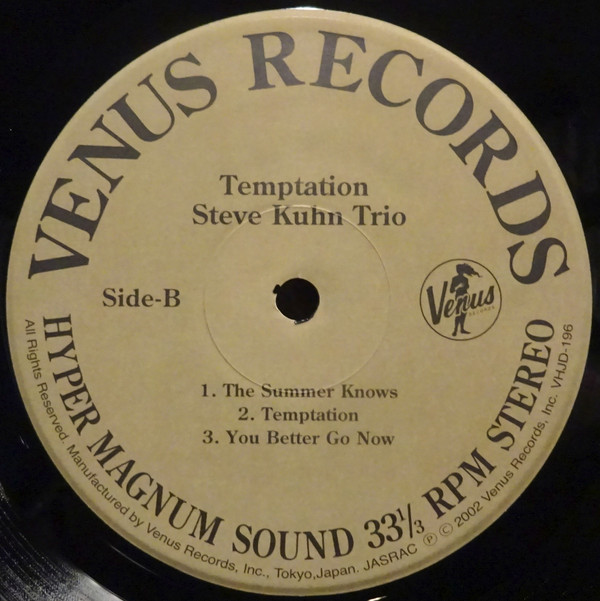 VENUS RECORDS
Temptation
Steve Kuhn Trio
Side-B
Venus
RECORDS
1. The Summer Knows
2. Temptation
3. You Better Go Now
HYPER MAGNUM SOUND 33⅓ RPM STEREO
All Rights Reserved. Manufactured by Venus Records, Inc., Tokyo,Japan. JASRAC Ⓟ © 2002 Venus Records, Inc. VHJD-196